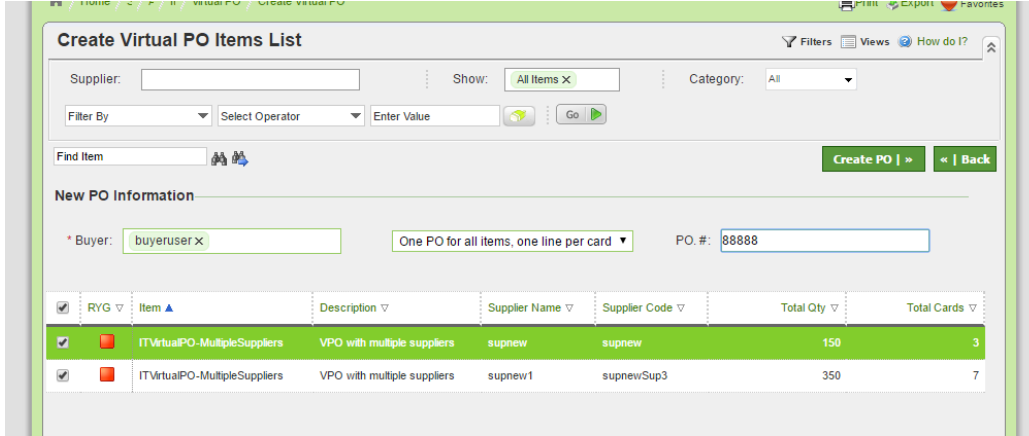 Home / / Virtual PO / Create Virtual PO Print Export Favorites
Create Virtual PO Items List Filters Views How do I?
Supplier: Show: All Items × Category: All
Filter By Select Operator Enter Value Go
Find Item Create PO | » « | Back
New PO Information
* Buyer: buyeruser × One PO for all items, one line per card PO. #: 88888
RYG Item Description Supplier Name Supplier Code Total Qty Total Cards
ITVirtualPO-MultipleSuppliers VPO with multiple suppliers supnew supnew 150 3
ITVirtualPO-MultipleSuppliers VPO with multiple suppliers supnew1 supnewSup3 350 7